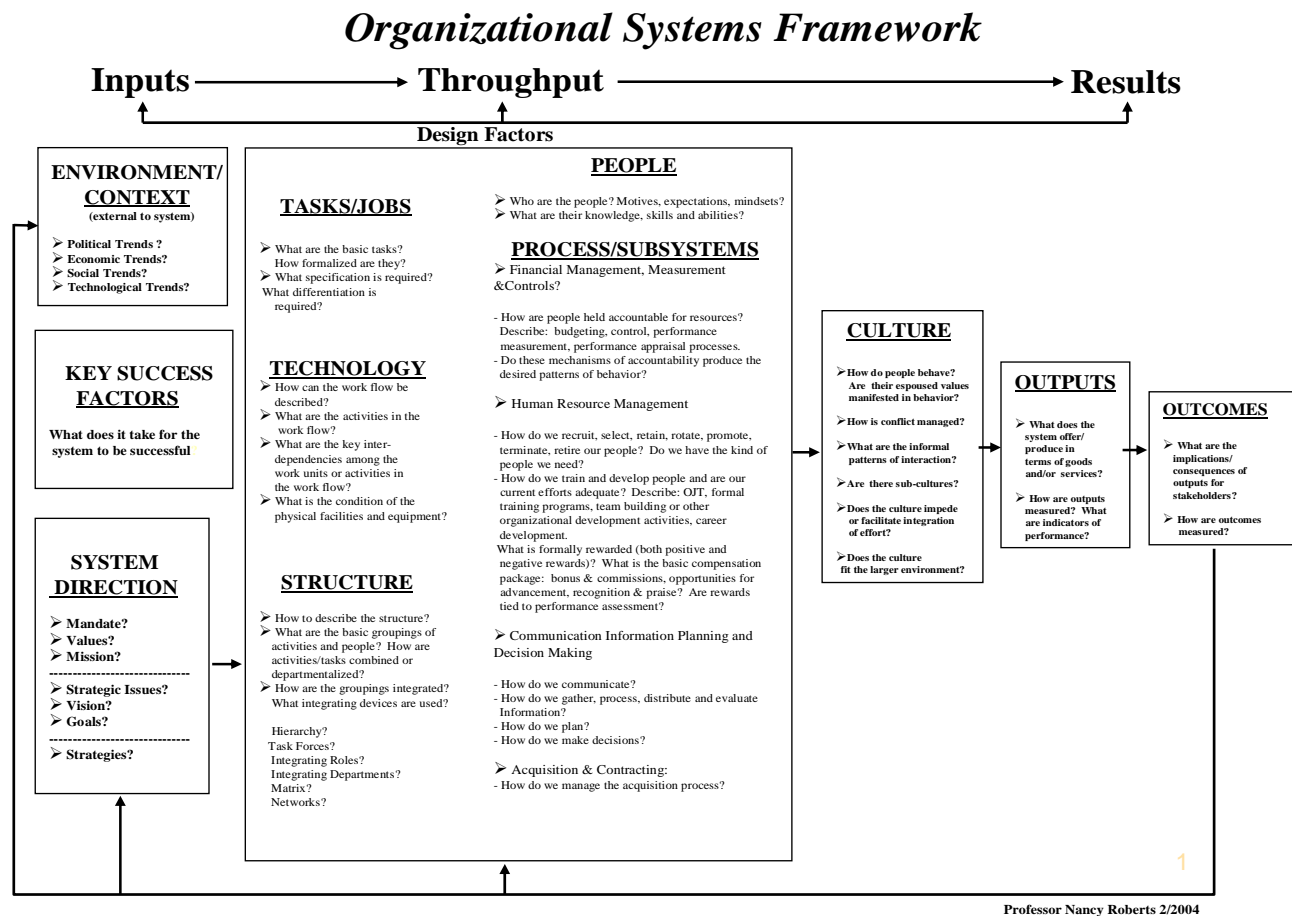 Organizational Systems Framework
Inputs
Throughput
Results
Design Factors
ENVIRONMENT/
CONTEXT
(external to system)
➢ Political Trends ?
➢ Economic Trends?
➢ Social Trends?
➢ Technological Trends?
KEY SUCCESS
FACTORS
What does it take for the
system to be successful
SYSTEM
DIRECTION
➢ Mandate?
➢ Values?
➢ Mission?
------------------------------
➢ Strategic Issues?
➢ Vision?
➢ Goals?
------------------------------
➢ Strategies?
TASKS/JOBS
➢ What are the basic tasks?
How formalized are they?
➢ What specification is required?
What differentiation is
required?
TECHNOLOGY
➢ How can the work flow be
described?
➢ What are the activities in the
work flow?
➢ What are the key inter-
dependencies among the
work units or activities in
the work flow?
➢ What is the condition of the
physical facilities and equipment?
STRUCTURE
➢ How to describe the structure?
➢ What are the basic groupings of
activities and people? How are
activities/tasks combined or
departmentalized?
➢ How are the groupings integrated?
What integrating devices are used?
Hierarchy?
Task Forces?
Integrating Roles?
Integrating Departments?
Matrix?
Networks?
PEOPLE
➢ Who are the people? Motives, expectations, mindsets?
➢ What are their knowledge, skills and abilities?
PROCESS/SUBSYSTEMS
➢ Financial Management, Measurement
&Controls?
- How are people held accountable for resources?
Describe: budgeting, control, performance
measurement, performance appraisal processes.
- Do these mechanisms of accountability produce the
desired patterns of behavior?
➢ Human Resource Management
- How do we recruit, select, retain, rotate, promote,
terminate, retire our people? Do we have the kind of
people we need?
- How do we train and develop people and are our
current efforts adequate? Describe: OJT, formal
training programs, team building or other
organizational development activities, career
development.
What is formally rewarded (both positive and
negative rewards)? What is the basic compensation
package: bonus & commissions, opportunities for
advancement, recognition & praise? Are rewards
tied to performance assessment?
➢ Communication Information Planning and
Decision Making
- How do we communicate?
- How do we gather, process, distribute and evaluate
Information?
- How do we plan?
- How do we make decisions?
➢ Acquisition & Contracting:
- How do we manage the acquisition process?
CULTURE
➢How do people behave?
Are their espoused values
manifested in behavior?
➢How is conflict managed?
➢What are the informal
patterns of interaction?
➢Are there sub-cultures?
➢Does the culture impede
or facilitate integration
of effort?
➢Does the culture
fit the larger environment?
OUTPUTS
➢ What does the
system offer/
produce in
terms of goods
and/or services?
➢ How are outputs
measured? What
are indicators of
performance?
OUTCOMES
➢ What are the
implications/
consequences of
outputs for
stakeholders?
➢ How are outcomes
measured?
1
Professor Nancy Roberts 2/2004